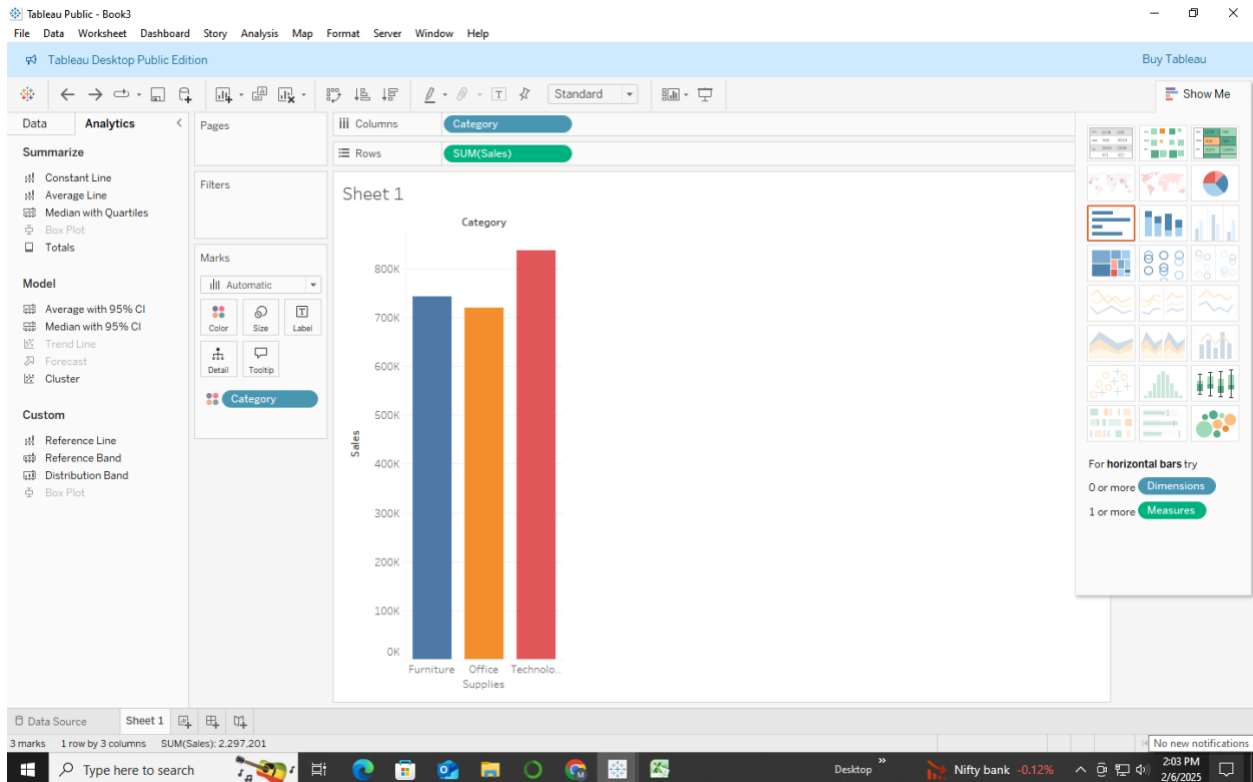 Tableau Public - Book3
File Data Worksheet Dashboard Story Analysis Map Format Server Window Help
Tableau Desktop Public Edition
Buy Tableau
Standard
Show Me
Data Analytics
Summarize
Constant Line
Average Line
Median with Quartiles
Box Plot
Totals
Model
Average with 95% CI
Median with 95% CI
Trend Line
Forecast
Cluster
Custom
Reference Line
Reference Band
Distribution Band
Box Plot
Pages
Filters
Marks
Automatic
Color Size Label
Detail Tooltip
Category
Columns Category
Rows SUM(Sales)
Sheet 1
Category
Sales
800K
700K
600K
500K
400K
300K
200K
100K
0K
Furniture Office Technolo..
Supplies
For horizontal bars try
0 or more Dimensions
1 or more Measures
Data Source Sheet 1
3 marks 1 row by 3 columns SUM(Sales): 2,297,201
No new notifications
Type here to search
Desktop
Nifty bank -0.12%
2:03 PM
2/6/2025